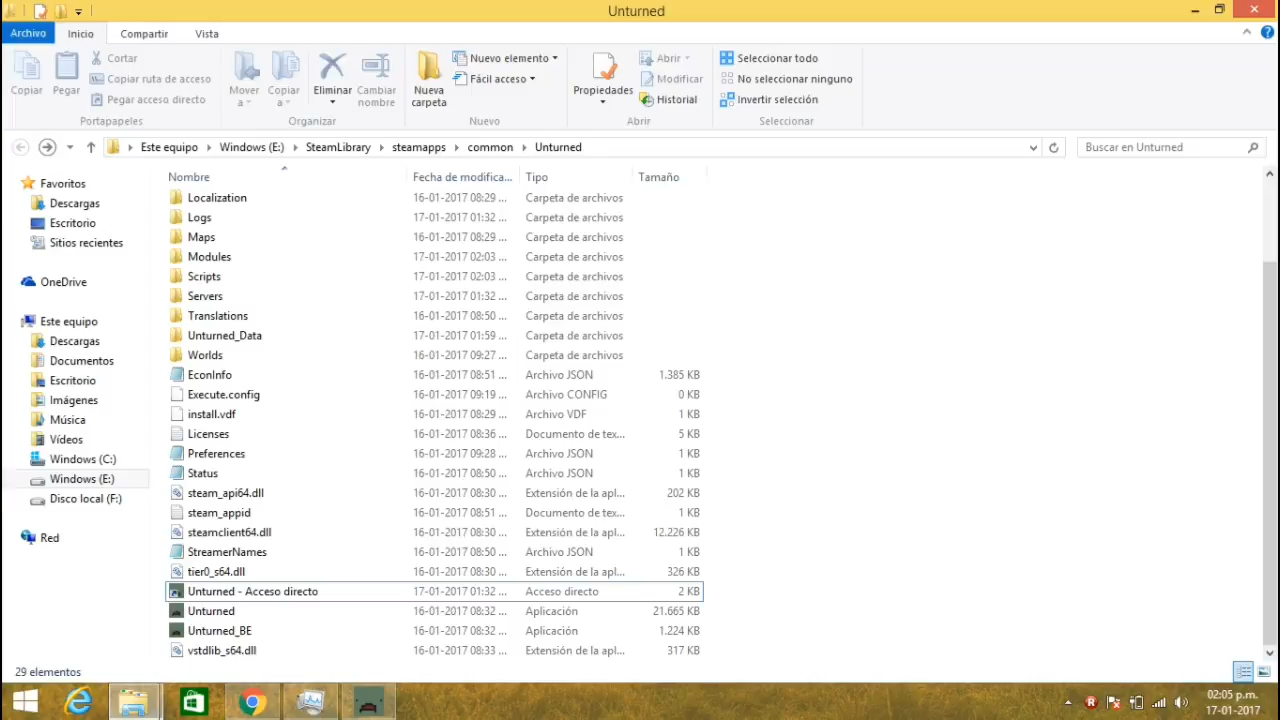 Unturned
Archivo Inicio Compartir Vista
Copiar
Pegar
Cortar
Copiar ruta de acceso
Pegar acceso directo
Portapapeles
Mover a
Copiar a
Eliminar
Cambiar nombre
Organizar
Nueva carpeta
Nuevo elemento
Fácil acceso
Nuevo
Propiedades
Abrir
Modificar
Historial
Abrir
Seleccionar todo
No seleccionar ninguno
Invertir selección
Seleccionar
Este equipo Windows (E:) SteamLibrary steamapps common Unturned
Buscar en Unturned
Favoritos
Descargas
Escritorio
Sitios recientes
OneDrive
Este equipo
Descargas
Documentos
Escritorio
Imágenes
Música
Vídeos
Windows (C:)
Windows (E:)
Disco local (F:)
Red
Nombre Fecha de modifica... Tipo Tamaño
Localization 16-01-2017 08:29 ... Carpeta de archivos
Logs 17-01-2017 01:32 ... Carpeta de archivos
Maps 16-01-2017 08:29 ... Carpeta de archivos
Modules 17-01-2017 02:03 ... Carpeta de archivos
Scripts 17-01-2017 02:03 ... Carpeta de archivos
Servers 17-01-2017 01:32 ... Carpeta de archivos
Translations 16-01-2017 08:50 ... Carpeta de archivos
Unturned_Data 17-01-2017 01:59 ... Carpeta de archivos
Worlds 16-01-2017 09:27 ... Carpeta de archivos
EconInfo 16-01-2017 08:51 ... Archivo JSON 1.385 KB
Execute.config 16-01-2017 09:19 ... Archivo CONFIG 0 KB
install.vdf 16-01-2017 08:29 ... Archivo VDF 1 KB
Licenses 16-01-2017 08:36 ... Documento de tex... 5 KB
Preferences 16-01-2017 09:28 ... Archivo JSON 1 KB
Status 16-01-2017 08:50 ... Archivo JSON 1 KB
steam_api64.dll 16-01-2017 08:30 ... Extensión de la apl... 202 KB
steam_appid 16-01-2017 08:51 ... Documento de tex... 1 KB
steamclient64.dll 16-01-2017 08:30 ... Extensión de la apl... 12.226 KB
StreamerNames 16-01-2017 08:50 ... Archivo JSON 1 KB
tier0_s64.dll 16-01-2017 08:30 ... Extensión de la apl... 326 KB
Unturned - Acceso directo 17-01-2017 01:32 ... Acceso directo 2 KB
Unturned 16-01-2017 08:32 ... Aplicación 21.665 KB
Unturned_BE 16-01-2017 08:32 ... Aplicación 1.224 KB
vstdlib_s64.dll 16-01-2017 08:33 ... Extensión de la apl... 317 KB
29 elementos
02:05 p.m.
17-01-2017